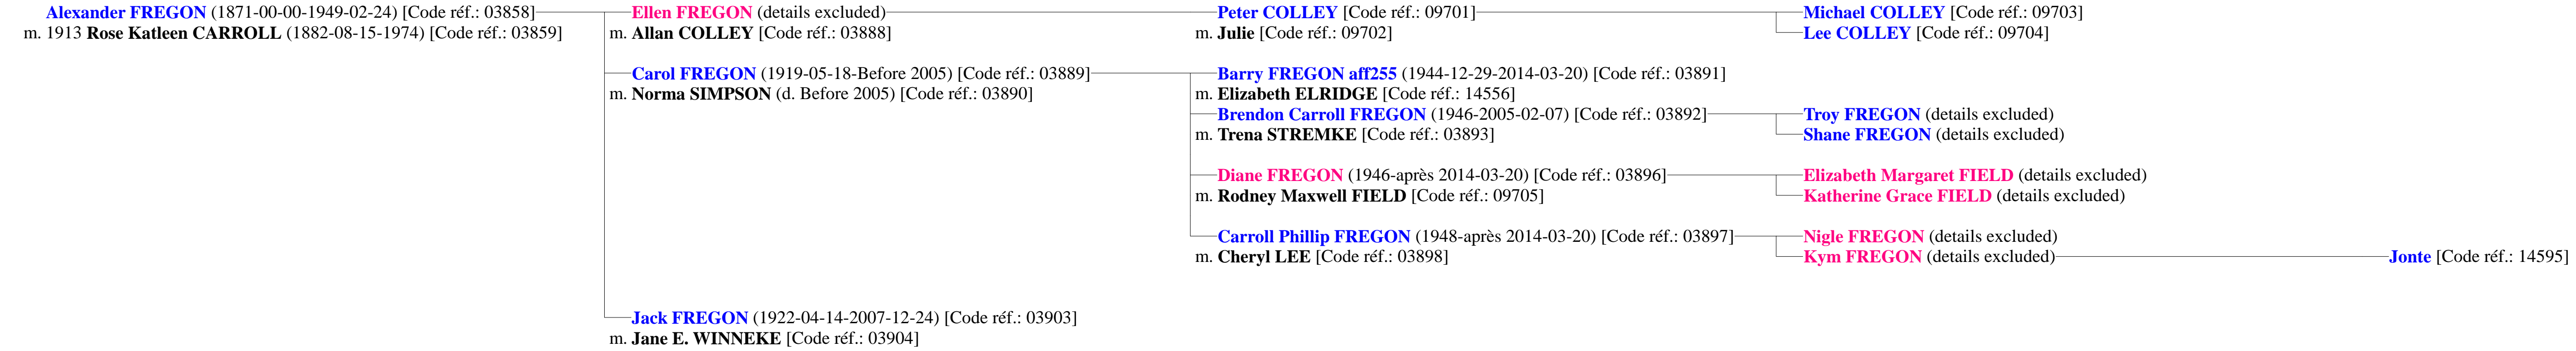 Alexander FREGON (1871-00-00-1949-02-24) [Code réf.: 03858]
m. 1913 Rose Katleen CARROLL (1882-08-15-1974) [Code réf.: 03859]
Ellen FREGON (details excluded)
m. Allan COLLEY [Code réf.: 03888]
Peter COLLEY [Code réf.: 09701]
m. Julie [Code réf.: 09702]
Michael COLLEY [Code réf.: 09703]
Lee COLLEY [Code réf.: 09704]
Carol FREGON (1919-05-18-Before 2005) [Code réf.: 03889]
m. Norma SIMPSON (d. Before 2005) [Code réf.: 03890]
Barry FREGON aff255 (1944-12-29-2014-03-20) [Code réf.: 03891]
m. Elizabeth ELRIDGE [Code réf.: 14556]
Brendon Carroll FREGON (1946-2005-02-07) [Code réf.: 03892]
m. Trena STREMKE [Code réf.: 03893]
Troy FREGON (details excluded)
Shane FREGON (details excluded)
Diane FREGON (1946-après 2014-03-20) [Code réf.: 03896]
m. Rodney Maxwell FIELD [Code réf.: 09705]
Elizabeth Margaret FIELD (details excluded)
Katherine Grace FIELD (details excluded)
Carroll Phillip FREGON (1948-après 2014-03-20) [Code réf.: 03897]
m. Cheryl LEE [Code réf.: 03898]
Nigle FREGON (details excluded)
Kym FREGON (details excluded)
Jonte [Code réf.: 14595]
Jack FREGON (1922-04-14-2007-12-24) [Code réf.: 03903]
m. Jane E. WINNEKE [Code réf.: 03904]